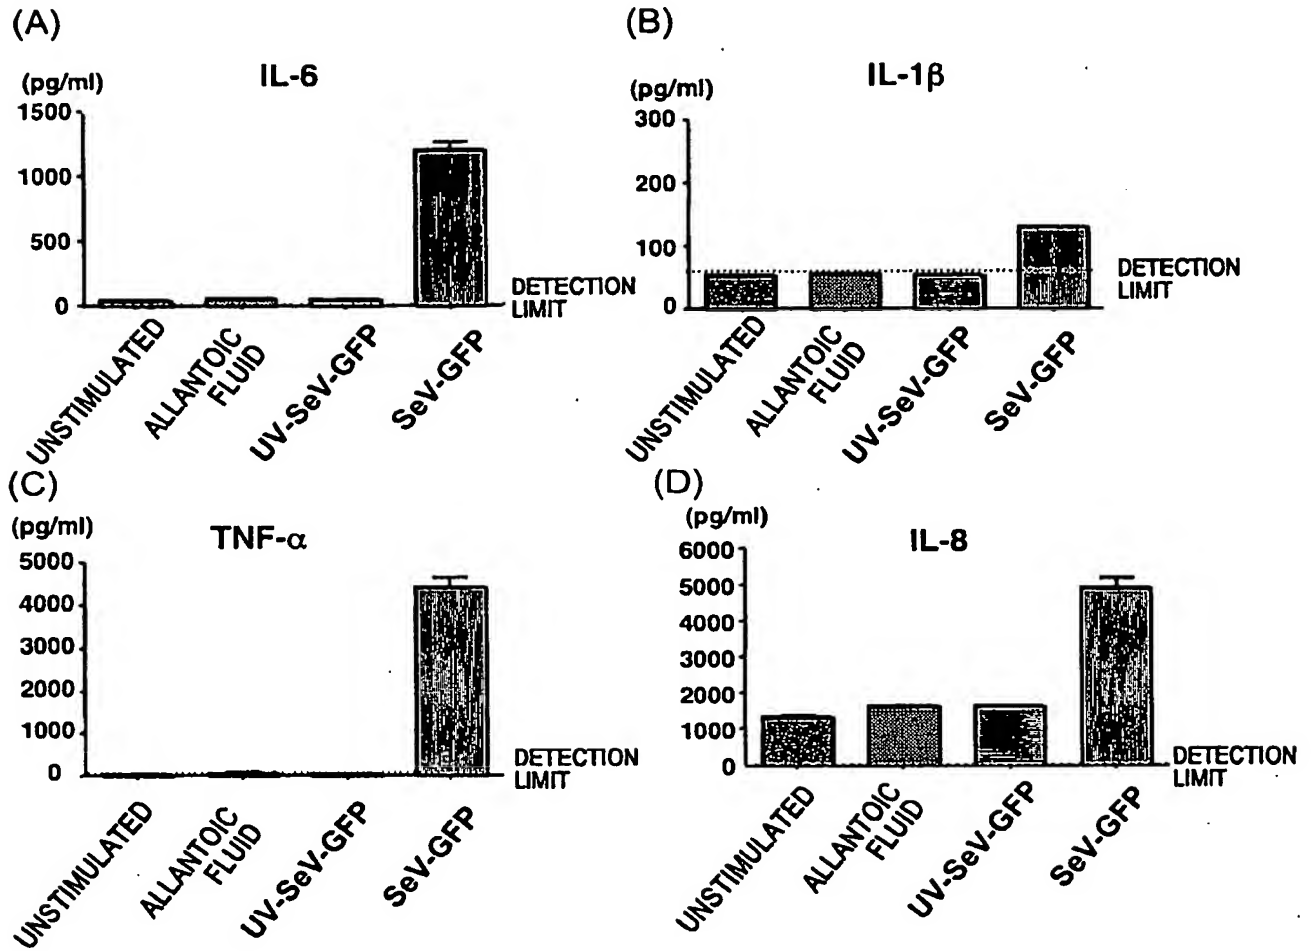 (A)
IL-6
(pg/ml)
1500
1000
500
0
DETECTION
LIMIT
UNSTIMULATED
ALLANTOIC
FLUID
UV-SeV-GFP
SeV-GFP
(B)
IL-1β
(pg/ml)
300
200
100
0
DETECTION
LIMIT
UNSTIMULATED
ALLANTOIC
FLUID
UV-SeV-GFP
SeV-GFP
(C)
(pg/ml)
TNF-α
5000
4000
3000
2000
1000
0
DETECTION
LIMIT
UNSTIMULATED
ALLANTOIC
FLUID
UV-SeV-GFP
SeV-GFP
(D)
(pg/ml)
IL-8
6000
5000
4000
3000
2000
1000
0
DETECTION
LIMIT
UNSTIMULATED
ALLANTOIC
FLUID
UV-SeV-GFP
SeV-GFP